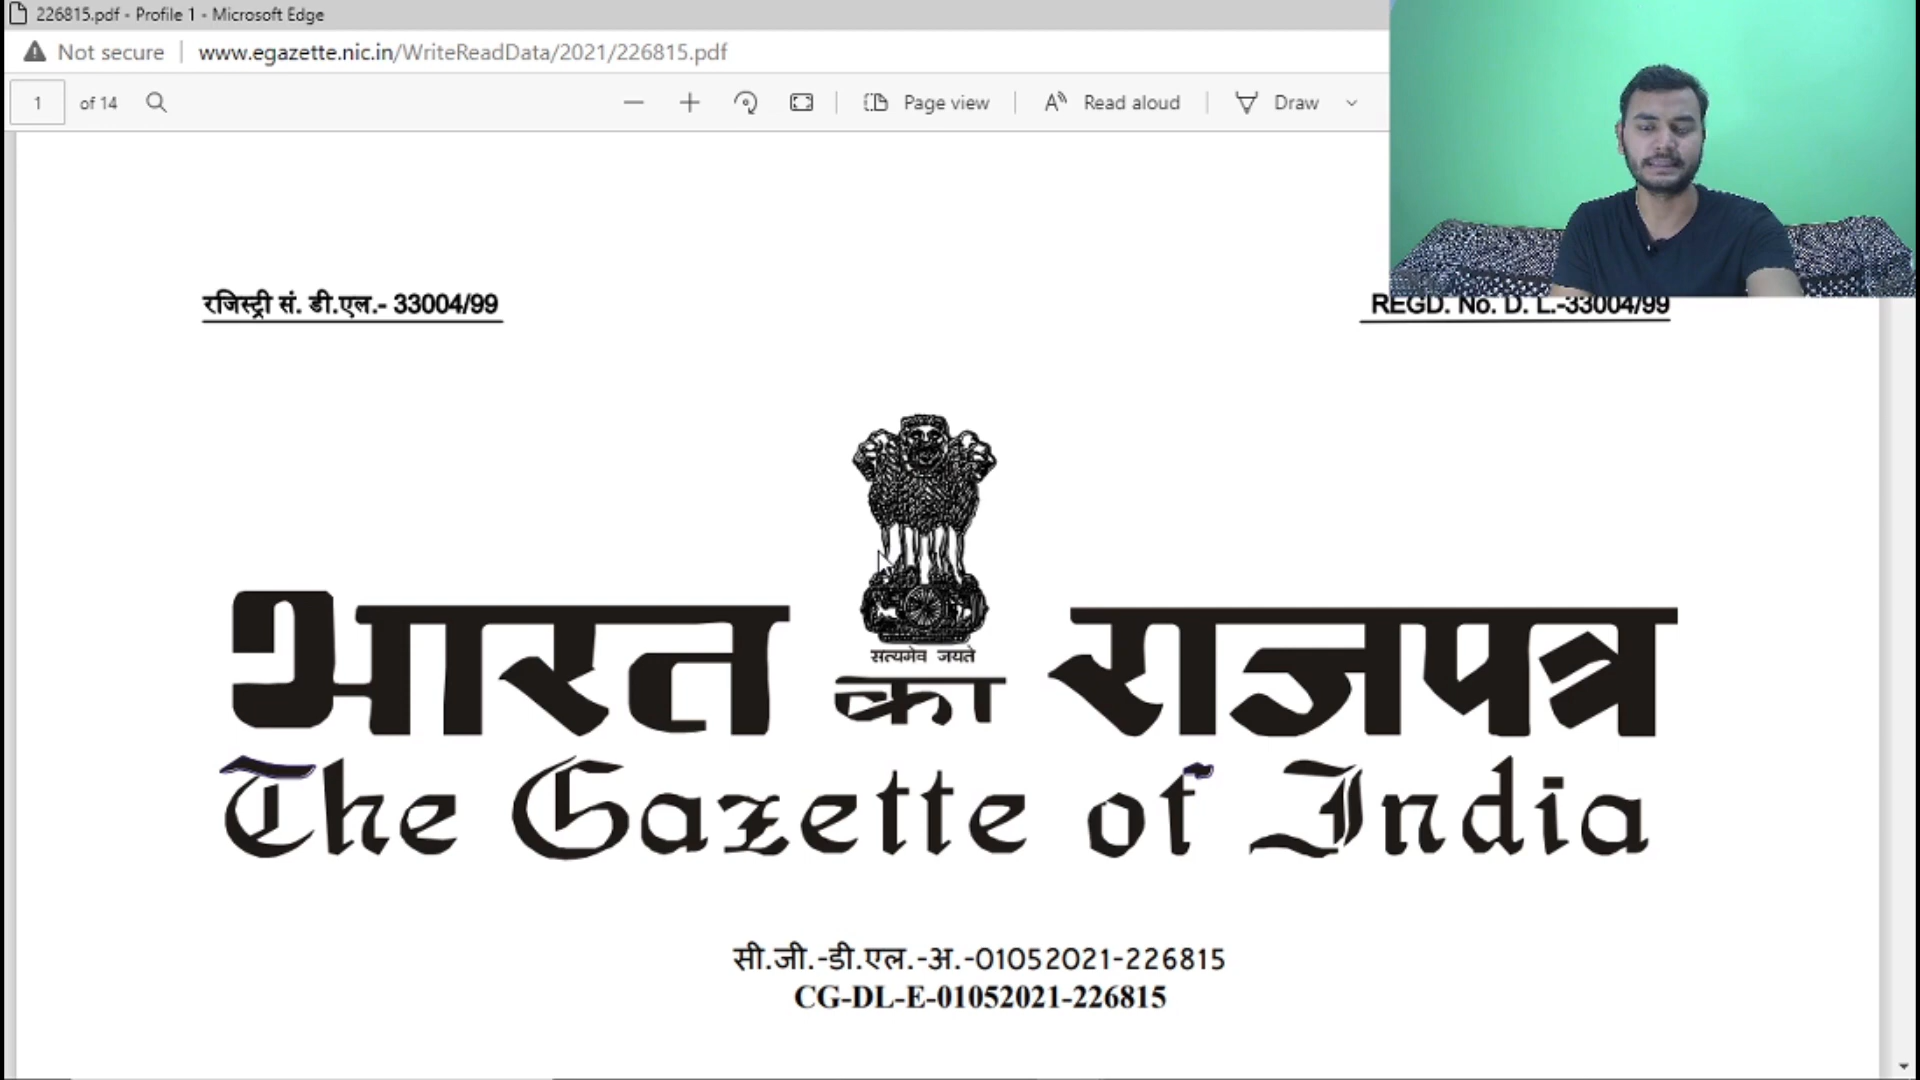 226815.pdf - Profile 1 - Microsoft Edge
Not secure www.egazette.nic.in/WriteReadData/2021/226815.pdf
1 of 14 Page view Read aloud Draw
रजिस्ट्री सं. डी.एल.- 33004/99 REGD. No. D. L.-33004/99
सत्यमेव जयते
भारत का राजपत्र
The Gazette of India
सी.जी.-डी.एल.-अ.-01052021-226815
CG-DL-E-01052021-226815